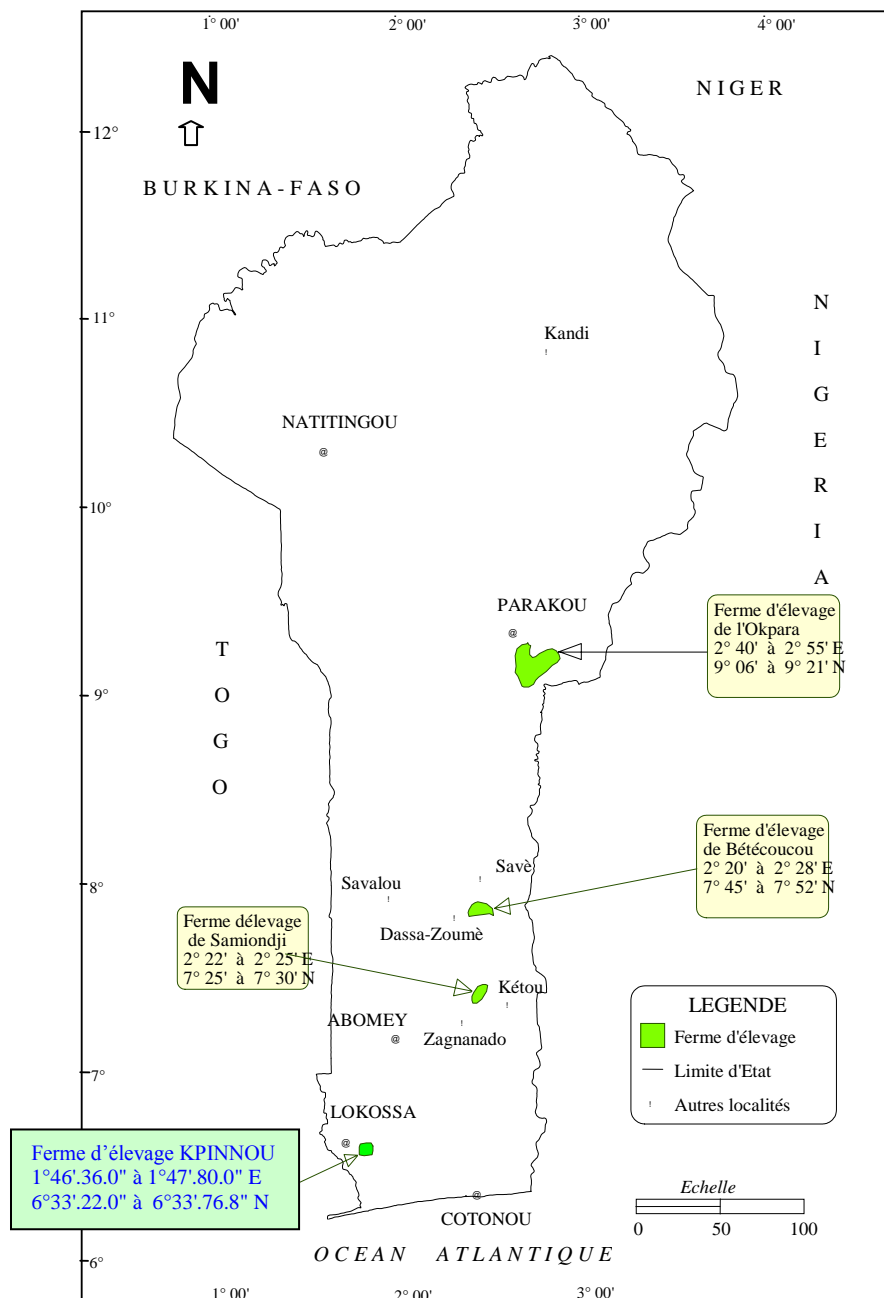 1° 00'
2° 00'
3° 00'
4° 00'
N
NIGER
12°
BURKINA-FASO
11°
NIGERIA
Kandi
NATITINGOU
@
10°
PARAKOU
@
Ferme d'élevage
de l'Okpara
2° 40' à 2° 55' E
9° 06' à 9° 21' N
TOGO
9°
Ferme d'élevage
de Bétécoucou
2° 20' à 2° 28' E
7° 45' à 7° 52' N
Savè
8°
Savalou
Dassa-Zoumè
Ferme délevage
de Samiondji
2° 22' à 2° 25' E
7° 25' à 7° 30' N
Kétou
ABOMEY
@
Zagnanado
LEGENDE
Ferme d'élevage
Limite d'Etat
Autres localités
7°
LOKOSSA
@
Ferme d’élevage KPINNOU
1°46'.36.0" à 1°47'.80.0" E
6°33'.22.0" à 6°33'.76.8" N
@
COTONOU
Echelle
0
50
100
OCEAN ATLANTIQUE
6°
1° 00'
2° 00'
3° 00'